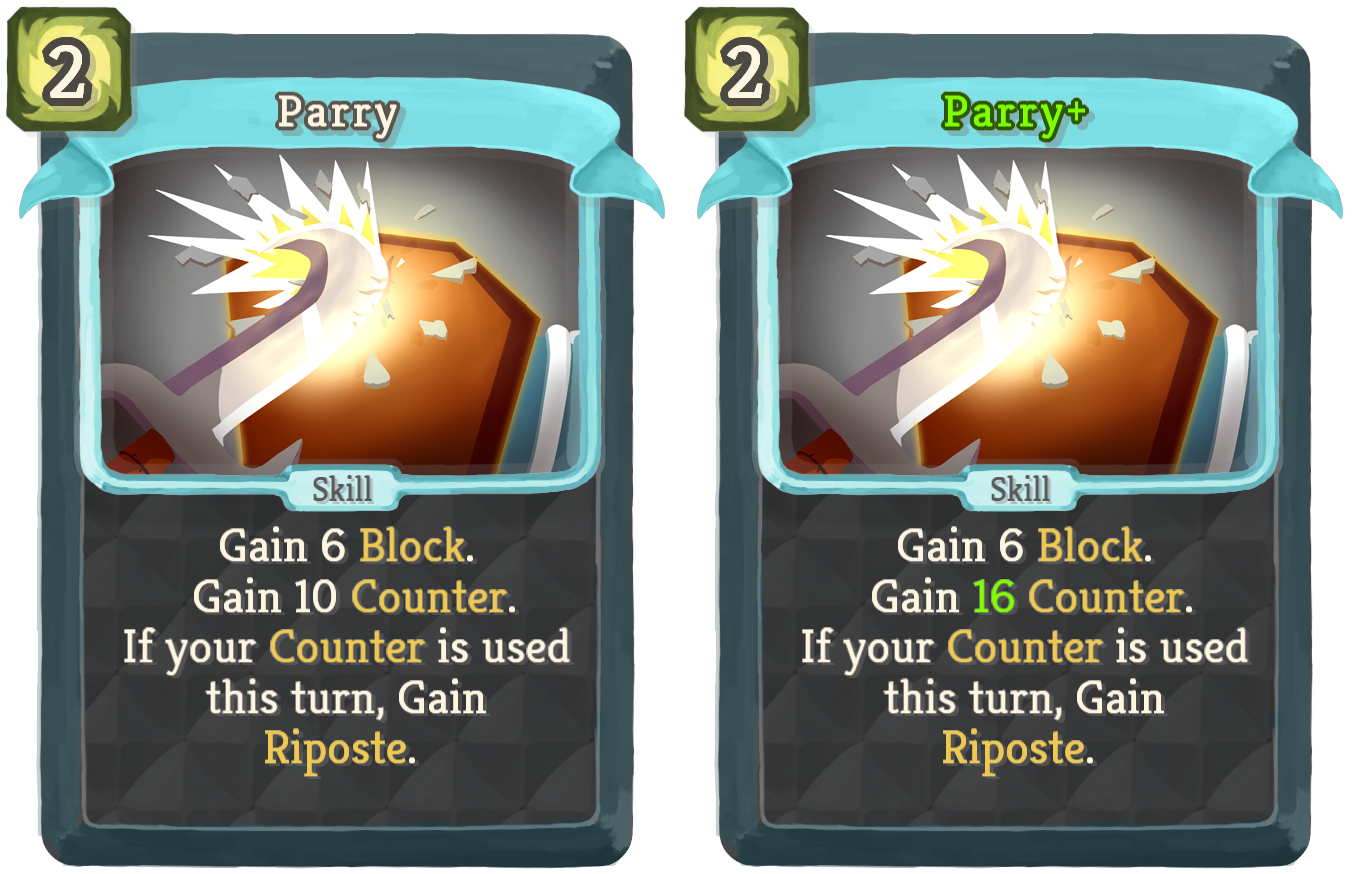 2
Parry
Skill
Gain 6 Block.
Gain 10 Counter.
If your Counter is used
this turn, Gain
Riposte.
2
Parry+
Skill
Gain 6 Block.
Gain 16 Counter.
If your Counter is used
this turn, Gain
Riposte.